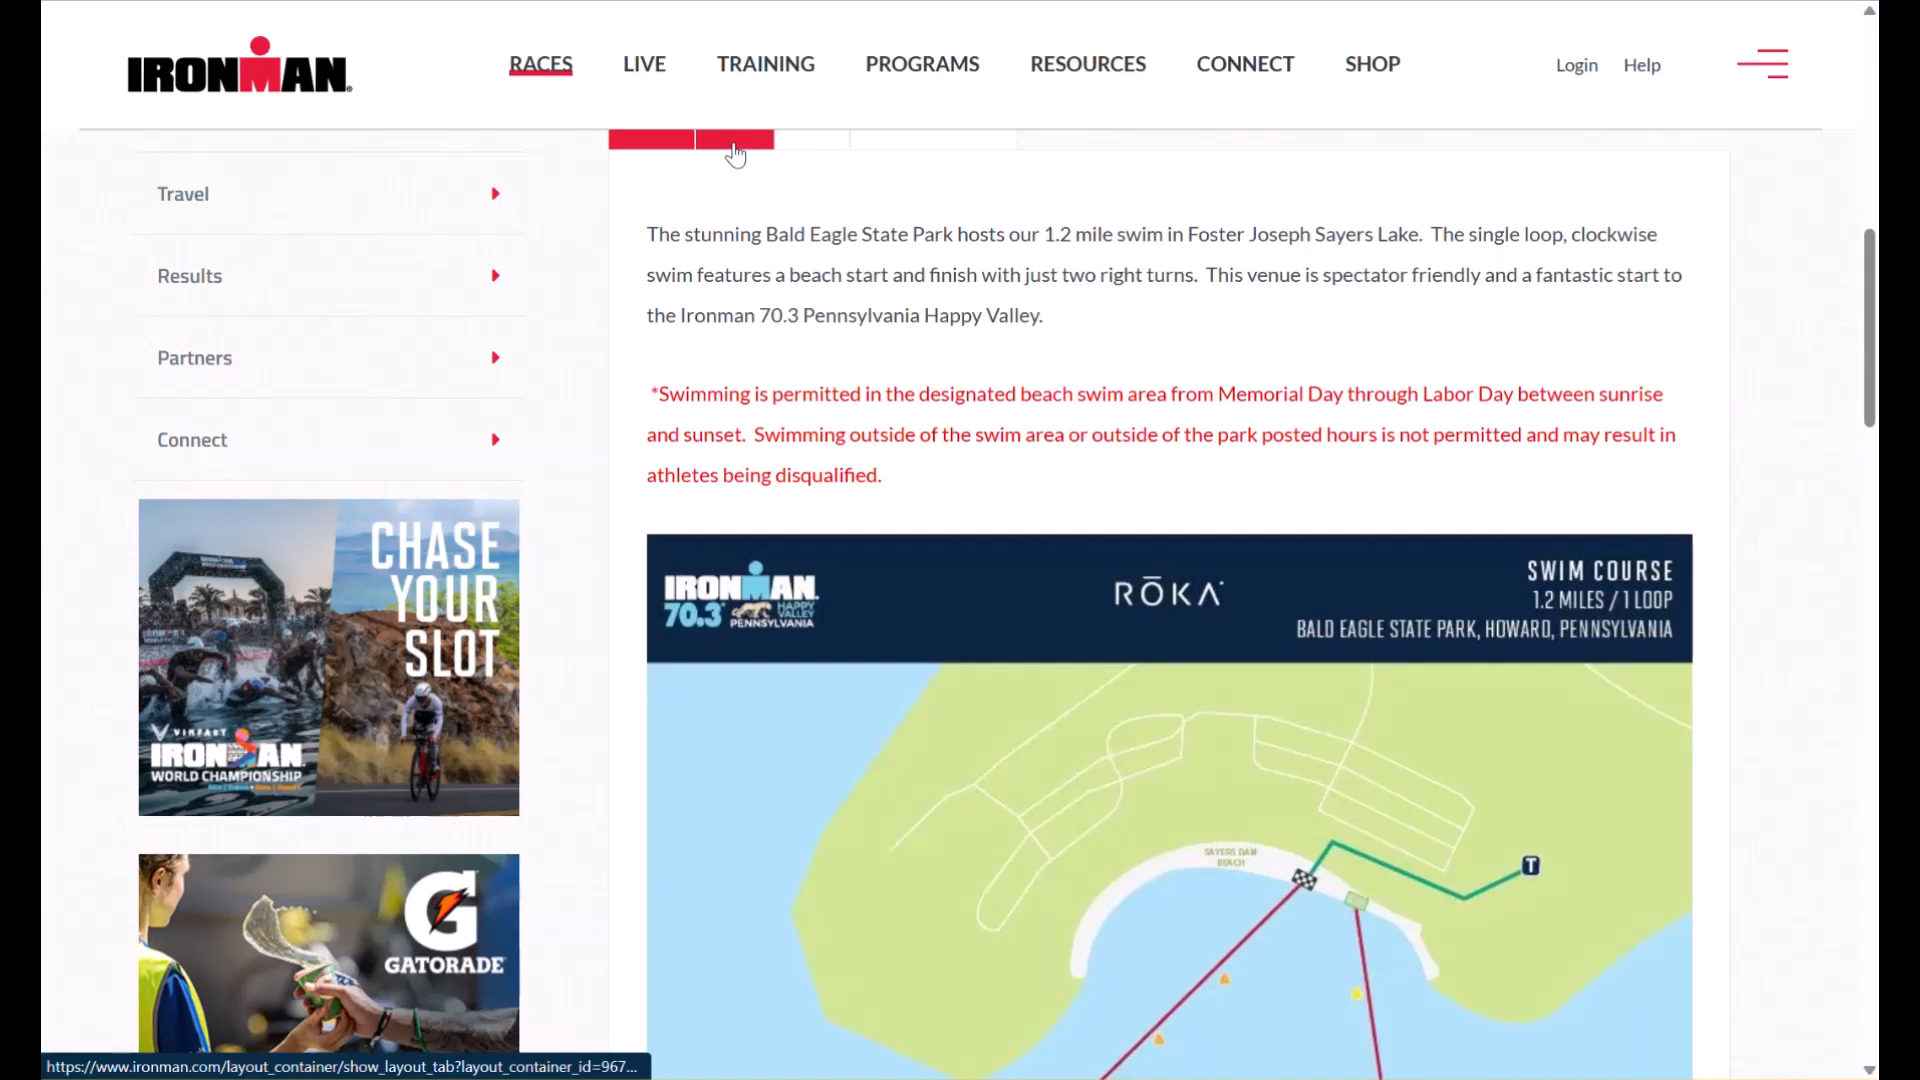 IRONMAN
RACES LIVE TRAINING PROGRAMS RESOURCES CONNECT SHOP
Login Help
Travel
Results
Partners
Connect
The stunning Bald Eagle State Park hosts our 1.2 mile swim in Foster Joseph Sayers Lake. The single loop, clockwise
swim features a beach start and finish with just two right turns. This venue is spectator friendly and a fantastic start to
the Ironman 70.3 Pennsylvania Happy Valley.
*Swimming is permitted in the designated beach swim area from Memorial Day through Labor Day between sunrise
and sunset. Swimming outside of the swim area or outside of the park posted hours is not permitted and may result in
athletes being disqualified.
CHASE
YOUR
SLOT
VINFAST
IRONMAN
WORLD CHAMPIONSHIP
G
GATORADE
IRONMAN
70.3 HAPPY
VALLEY
PENNSYLVANIA
RŌKA
SWIM COURSE
1.2 MILES / 1 LOOP
BALD EAGLE STATE PARK, HOWARD, PENNSYLVANIA
SAYERS DAM
BEACH
T
https://www.ironman.com/layout_container/show_layout_tab?layout_container_id=967...